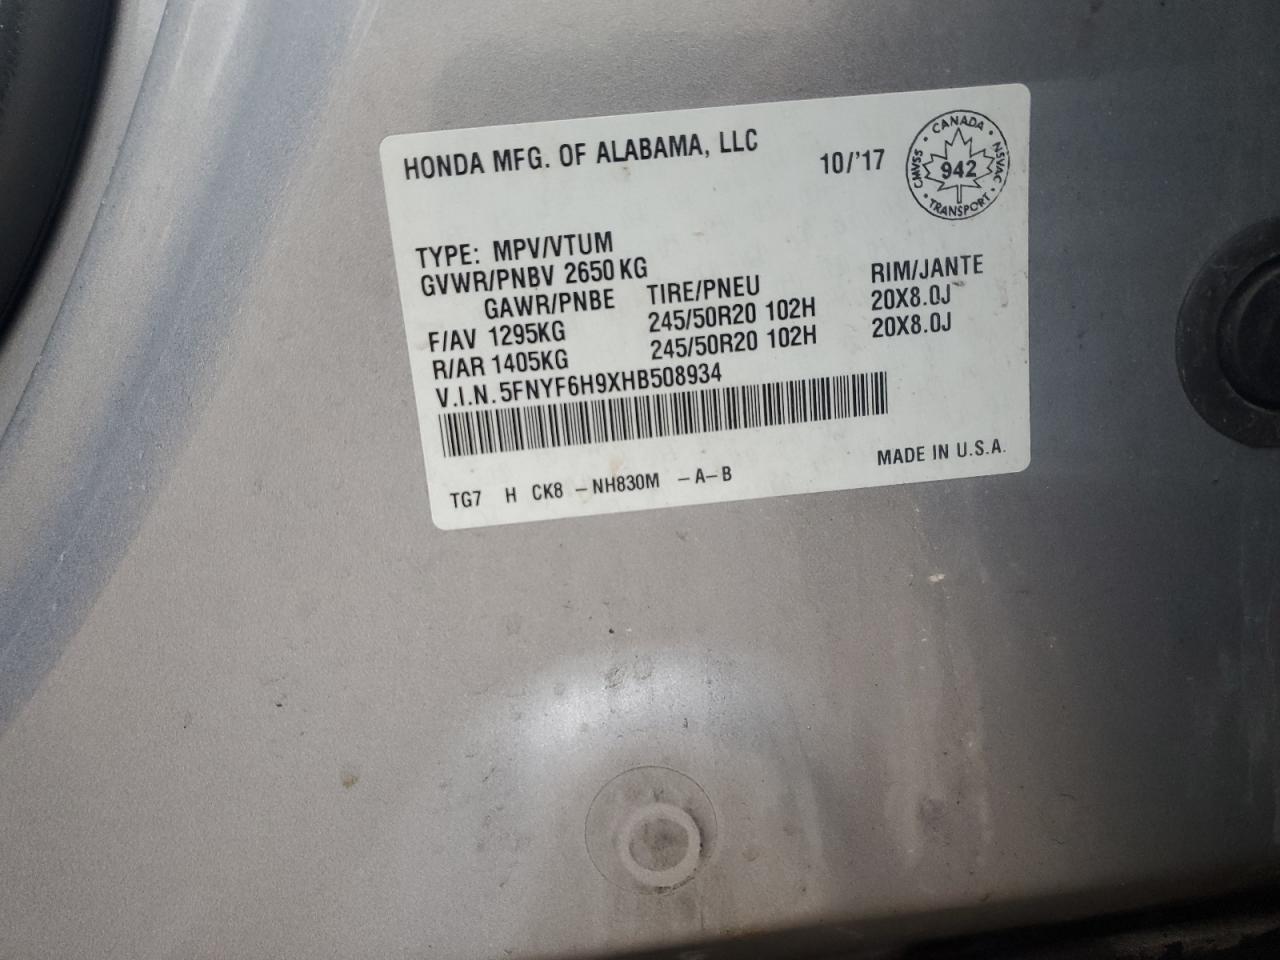 HONDA MFG. OF ALABAMA, LLC
10/'17
CANADA
CMVSS 942 NSVAC
TRANSPORT
TYPE: MPV/VTUM
GVWR/PNBV 2650 KG
GAWR/PNBE TIRE/PNEU RIM/JANTE
F/AV 1295KG 245/50R20 102H 20X8.0J
R/AR 1405KG 245/50R20 102H 20X8.0J
V.I.N. 5FNYF6H9XHB508934
MADE IN U.S.A.
TG7 H CK8 -NH830M -A-B